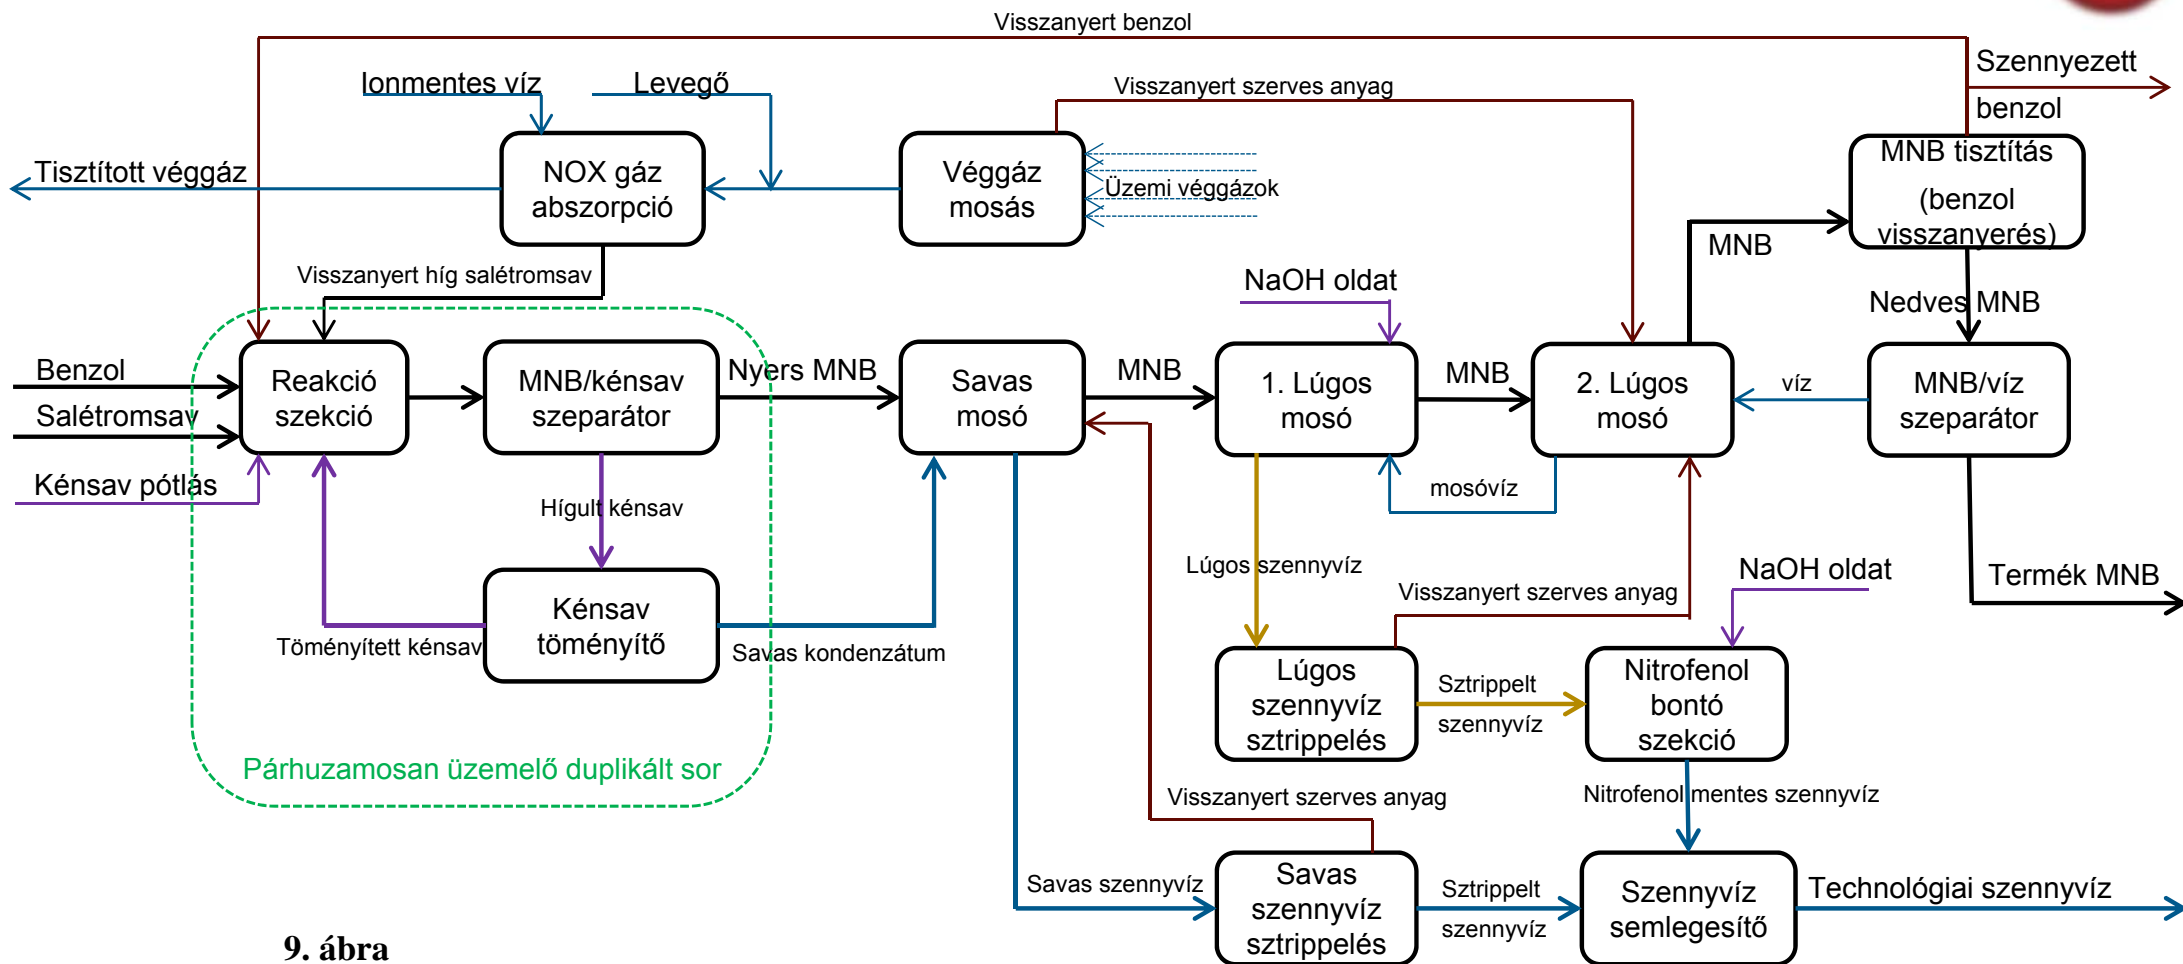 Visszanyert benzol
Szennyezett
benzol
Ionmentes víz
Levegő
Visszanyert szerves anyag
Tisztított véggáz
NOX gáz
abszorpció
Véggáz
mosás
Üzemi véggázok
MNB tisztítás
(benzol
visszanyerés)
MNB
Visszanyert híg salétromsav
NaOH oldat
Nedves MNB
Benzol
Salétromsav
Kénsav pótlás
Reakció
szekció
MNB/kénsav
szeparátor
Nyers MNB
Savas
mosó
MNB
1. Lúgos
mosó
MNB
2. Lúgos
mosó
víz
MNB/víz
szeparátor
mosóvíz
Hígult kénsav
Lúgos szennyvíz
Visszanyert szerves anyag
NaOH oldat
Termék MNB
Kénsav
töményítő
Töményített kénsav
Savas kondenzátum
Lúgos
szennyvíz
sztrippelés
Sztrippelt
szennyvíz
Nitrofenol
bontó
szekció
Párhuzamosan üzemelő duplikált sor
Visszanyert szerves anyag
Nitrofenol mentes szennyvíz
Savas szennyvíz
Savas
szennyvíz
sztrippelés
Sztrippelt
szennyvíz
Szennyvíz
semlegesítő
Technológiai szennyvíz
9. ábra